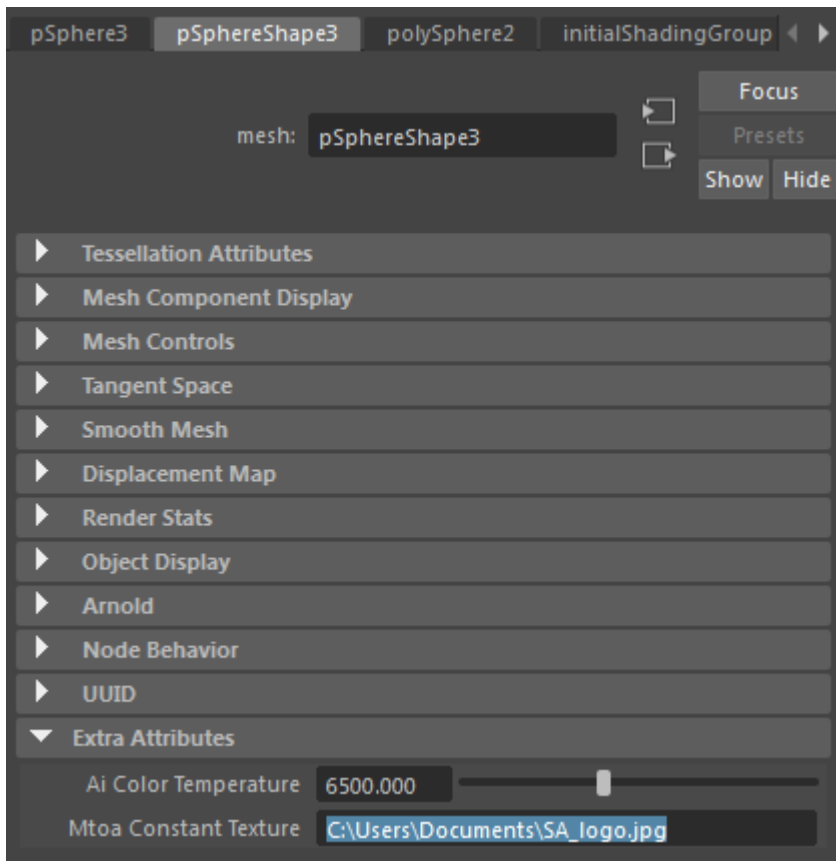 pSphere3 pSphereShape3 polySphere2 initialShadingGroup
Focus
mesh: pSphereShape3
Presets
Show Hide
Tessellation Attributes
Mesh Component Display
Mesh Controls
Tangent Space
Smooth Mesh
Displacement Map
Render Stats
Object Display
Arnold
Node Behavior
UUID
Extra Attributes
Ai Color Temperature 6500.000
Mtoa Constant Texture C:\Users\Documents\SA_logo.jpg